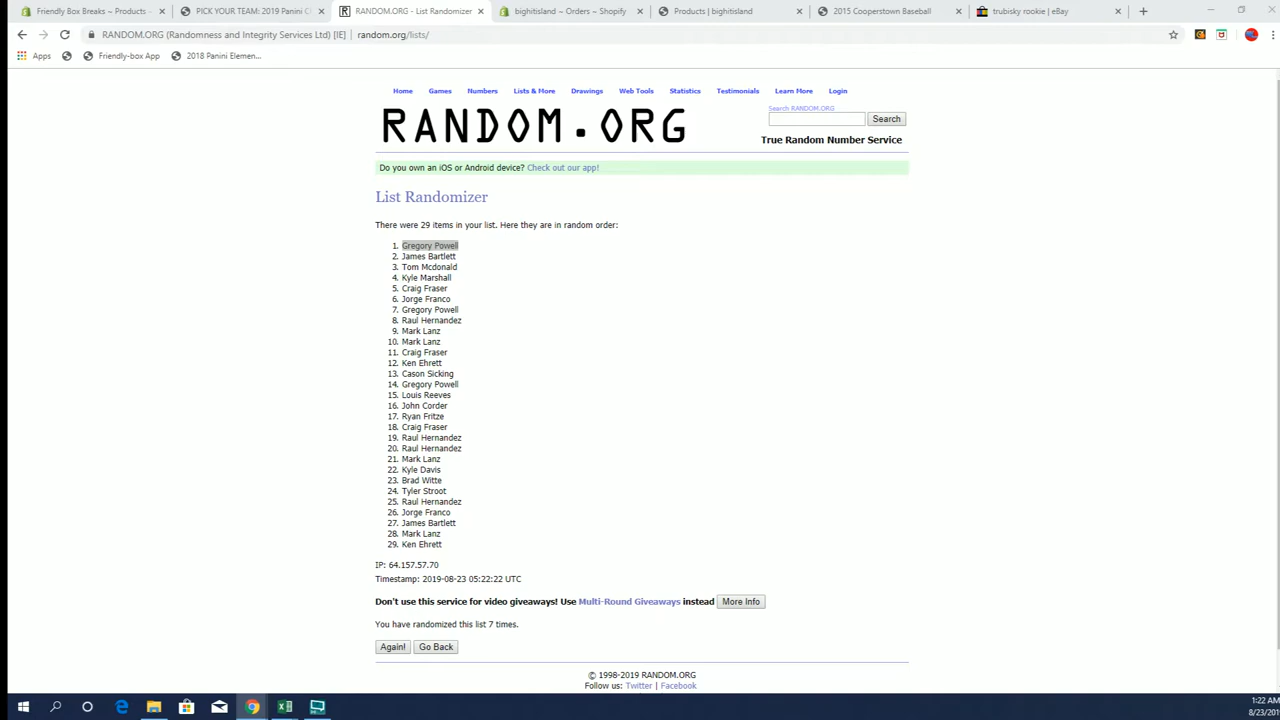 Friendly Box Breaks ~ Products ~
PICK YOUR TEAM: 2019 Panini C
RANDOM.ORG - List Randomizer
bighitisland ~ Orders ~ Shopify
Products | bighitisland
2015 Cooperstown Baseball
trubisky rookie | eBay
RANDOM.ORG (Randomness and Integrity Services Ltd) [IE] | random.org/lists/
Apps
Friendly-box App
2018 Panini Elemen...
Home Games Numbers Lists & More Drawings Web Tools Statistics Testimonials Learn More Login
RANDOM.ORG
Search RANDOM.ORG
Search
True Random Number Service
Do you own an iOS or Android device? Check out our app!
List Randomizer
There were 29 items in your list. Here they are in random order:
1. Gregory Powell
2. James Bartlett
3. Tom Mcdonald
4. Kyle Marshall
5. Craig Fraser
6. Jorge Franco
7. Gregory Powell
8. Raul Hernandez
9. Mark Lanz
10. Mark Lanz
11. Craig Fraser
12. Ken Ehrett
13. Cason Sicking
14. Gregory Powell
15. Louis Reeves
16. John Corder
17. Ryan Fritze
18. Craig Fraser
19. Raul Hernandez
20. Raul Hernandez
21. Mark Lanz
22. Kyle Davis
23. Brad Witte
24. Tyler Stroot
25. Raul Hernandez
26. Jorge Franco
27. James Bartlett
28. Mark Lanz
29. Ken Ehrett
IP: 64.157.57.70
Timestamp: 2019-08-23 05:22:22 UTC
Don't use this service for video giveaways! Use Multi-Round Giveaways instead More Info
You have randomized this list 7 times.
Again! Go Back
© 1998-2019 RANDOM.ORG
Follow us: Twitter | Facebook
1:22 AM
8/23/201